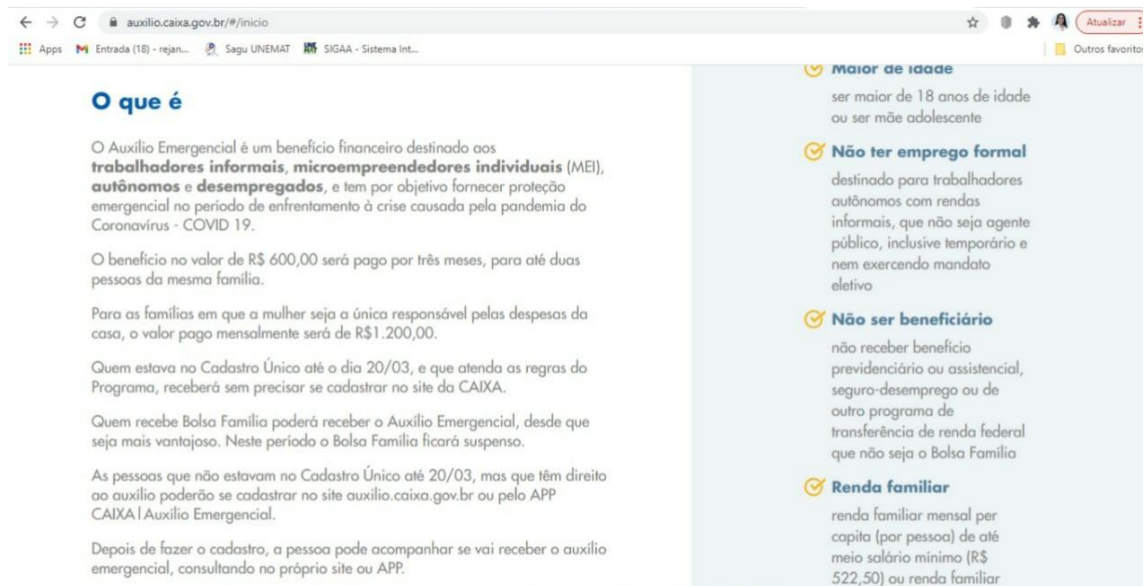 auxilio.caixa.gov.br/#/inicio
Atualizar
Apps
Entrada (18) - rejan...
Sagu UNEMAT
SIGAA - Sistema Int...
Outros favoritos
O que é
O Auxílio Emergencial é um benefício financeiro destinado aos
trabalhadores informais, microempreendedores individuais (MEI),
autônomos e desempregados, e tem por objetivo fornecer proteção
emergencial no período de enfrentamento à crise causada pela pandemia do
Coronavírus - COVID 19.
O benefício no valor de R$ 600,00 será pago por três meses, para até duas
pessoas da mesma família.
Para as famílias em que a mulher seja a única responsável pelas despesas da
casa, o valor pago mensalmente será de R$1.200,00.
Quem estava no Cadastro Único até o dia 20/03, e que atenda as regras do
Programa, receberá sem precisar se cadastrar no site da CAIXA.
Quem recebe Bolsa Família poderá receber o Auxílio Emergencial, desde que
seja mais vantajoso. Neste período o Bolsa Família ficará suspenso.
As pessoas que não estavam no Cadastro Único até 20/03, mas que têm direito
ao auxílio poderão se cadastrar no site auxilio.caixa.gov.br ou pelo APP
CAIXA|Auxílio Emergencial.
Depois de fazer o cadastro, a pessoa pode acompanhar se vai receber o auxílio
emergencial, consultando no próprio site ou APP.
Maior de idade
ser maior de 18 anos de idade
ou ser mãe adolescente
Não ter emprego formal
destinado para trabalhadores
autônomos com rendas
informais, que não seja agente
público, inclusive temporário e
nem exercendo mandato
eletivo
Não ser beneficiário
não receber benefício
previdenciário ou assistencial,
seguro-desemprego ou de
outro programa de
transferência de renda federal
que não seja o Bolsa Família
Renda familiar
renda familiar mensal per
capita (por pessoa) de até
meio salário mínimo (R$
522,50) ou renda familiar